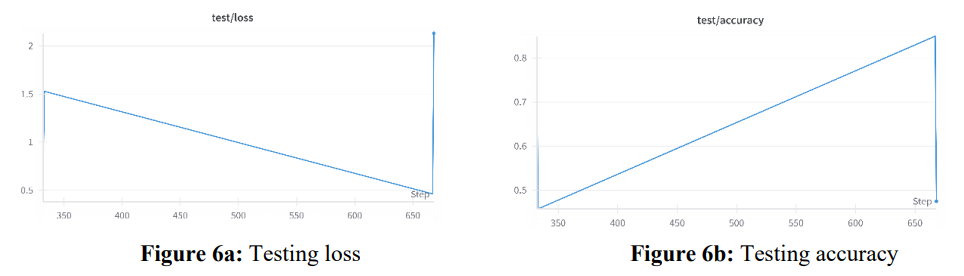 test/loss
2
1.5
1
0.5
Step
350 400 450 500 550 600 650
Figure 6a: Testing loss
test/accuracy
0.8
0.7
0.6
0.5
Step
350 400 450 500 550 600 650
Figure 6b: Testing accuracy